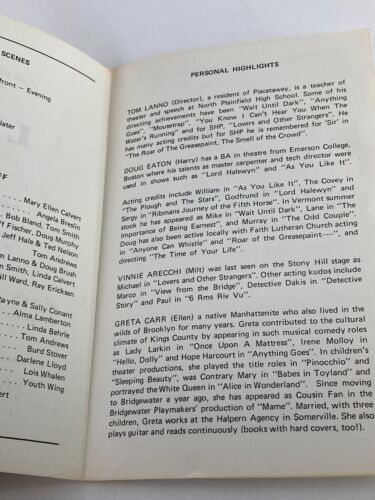 SCENES
front — Evening
later
FF
Mary Ellen Calvert
Angela Breslin
Bob Bland, Tom Smith
Jeff Fischer, Doug Murphy
Jeff Hale & Ted Nelson
Tom Andrews
Tom Lanno & Doug Brush
Smith, Linda Calvert
Ward, Ray Ericksen
Wayne & Sally Conant
Alma Lamberton
Linda Behrle
Tom Andrews
Burd Stover
Darlene Lloyd
Lois Whalen
Youth Wing
PERSONAL HIGHLIGHTS
TOM LANNO (Director), a resident of Piscataway, is a teacher of
theater and speech at North Plainfield High School. Some of his
directing achievements have been "Wait Until Dark", "Anything
Goes", "Mousetrap", "You Know I Can't Hear You When The
Water's Running" and for SHP, "Lovers and Other Strangers". He
has many acting credits but for SHP he is remembered for 'Sir' in
"The Roar Of The Greasepaint, The Smell of the Crowd".
DOUG EATON (Harry) has a BA in theatre from Emerson College,
Boston where his talents as master carpenter and tech director were
used in shows such as "Lord Halewyn" and "As You Like It".
Acting credits include William in "As You Like It", The Covey in
"The Plough and The Stars", Godfrund in "Lord Halewyn" and
Sergy in "Ribmans Journey of the Fifth Horse". In Vermont summer
stock he has appeared as Mike in "Wait Until Dark", Lane in "The
Importance of Being Earnest", and Murray in "The Odd Couple".
Doug has also been active locally with Faith Lutheran Church acting
in "Anyone Can Whistle" and "Roar of the Greasepaint.....", and
directing "The Time of Your Life".
VINNIE ARECCHI (Milt) was last seen on the Stony Hill stage as
Michael in "Lovers and Other Strangers". Other acting kudos include
Marco in "View from the Bridge", Detective Dakis in "Detective
Story" and Paul in "6 Rms Riv Vu".
GRETA CARR (Ellen) a native Manhattenite who also lived in the
wilds of Brooklyn for many years. Greta contributed to the cultural
climate of Kings County by appearing in such musical comedy roles
as Lady Larkin in "Once Upon A Mattress", Irene Molloy in
"Hello, Dolly" and Hope Harcourt in "Anything Goes". In children's
theater productions, she played the title roles in "Pinocchio" and
"Sleeping Beauty", was Contrary Mary in "Babes in Toyland" and
portrayed the White Queen in "Alice in Wonderland". Since moving
to Bridgewater a year ago, she has appeared as Cousin Fan in the
Bridgewater Playmakers' production of "Mame". Married, with three
children, Greta works at the Halpern Agency in Somerville. She also
plays guitar and reads continuously (books with hard covers, too!).